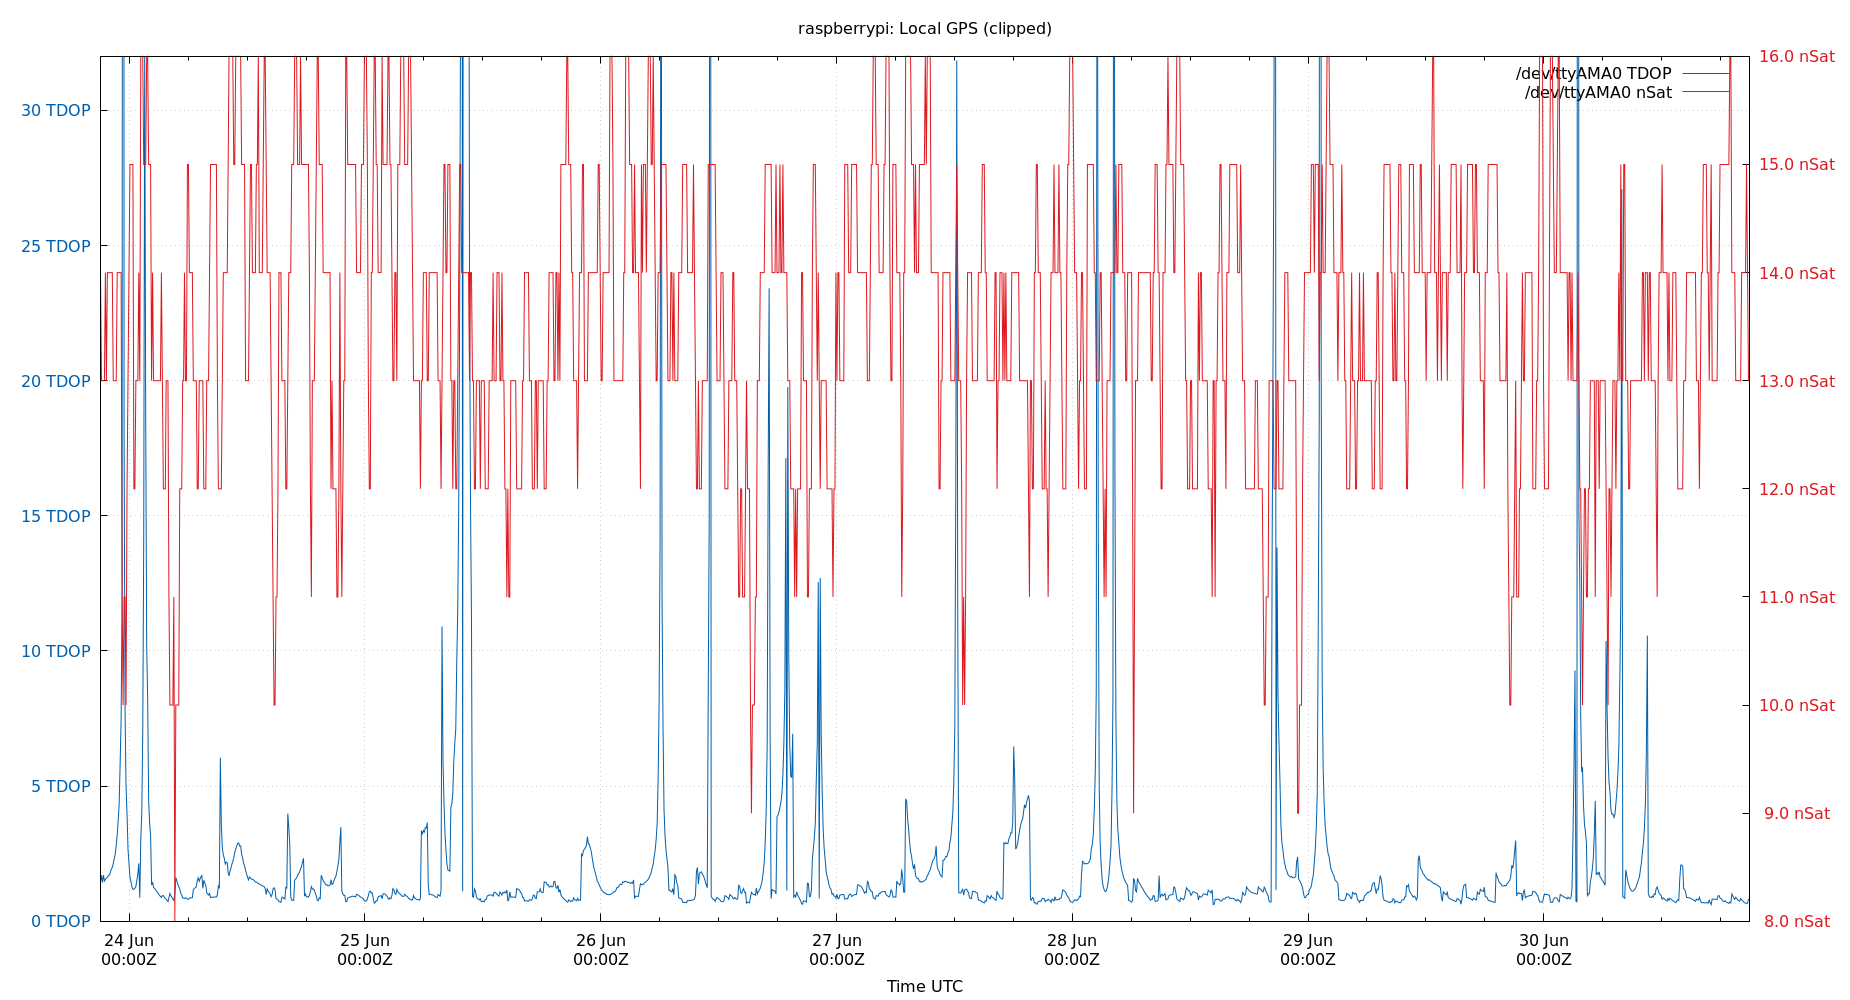 raspberrypi: Local GPS (clipped)
/dev/ttyAMA0 TDOP
/dev/ttyAMA0 nSat
30 TDOP
25 TDOP
20 TDOP
15 TDOP
10 TDOP
5 TDOP
0 TDOP
16.0 nSat
15.0 nSat
14.0 nSat
13.0 nSat
12.0 nSat
11.0 nSat
10.0 nSat
9.0 nSat
8.0 nSat
24 Jun
00:00Z
25 Jun
00:00Z
26 Jun
00:00Z
27 Jun
00:00Z
28 Jun
00:00Z
29 Jun
00:00Z
30 Jun
00:00Z
Time UTC